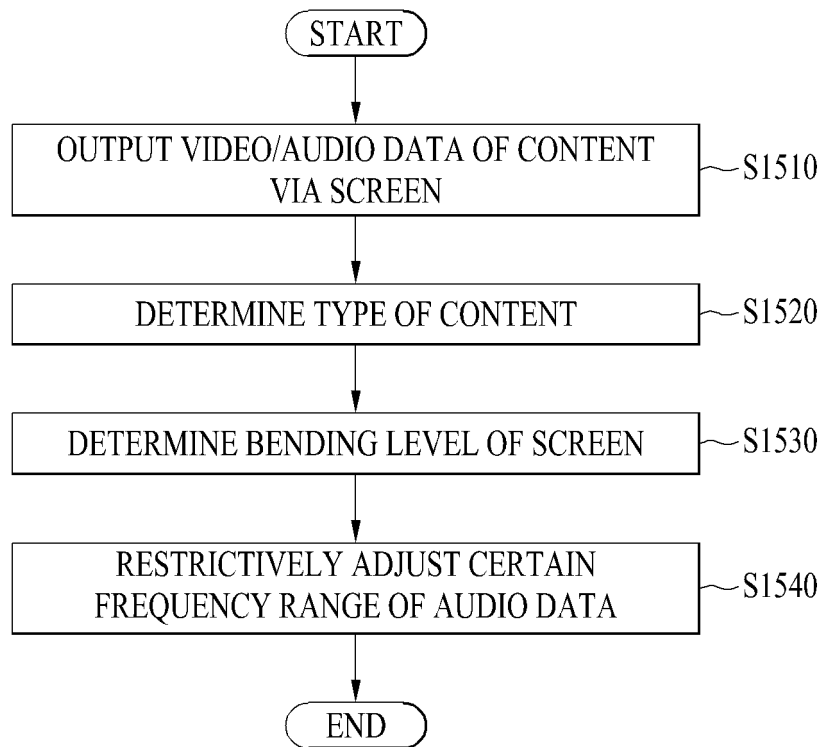 START
OUTPUT VIDEO/AUDIO DATA OF CONTENT
VIA SCREEN
S1510
DETERMINE TYPE OF CONTENT
S1520
DETERMINE BENDING LEVEL OF SCREEN
S1530
RESTRICTIVELY ADJUST CERTAIN
FREQUENCY RANGE OF AUDIO DATA
S1540
END